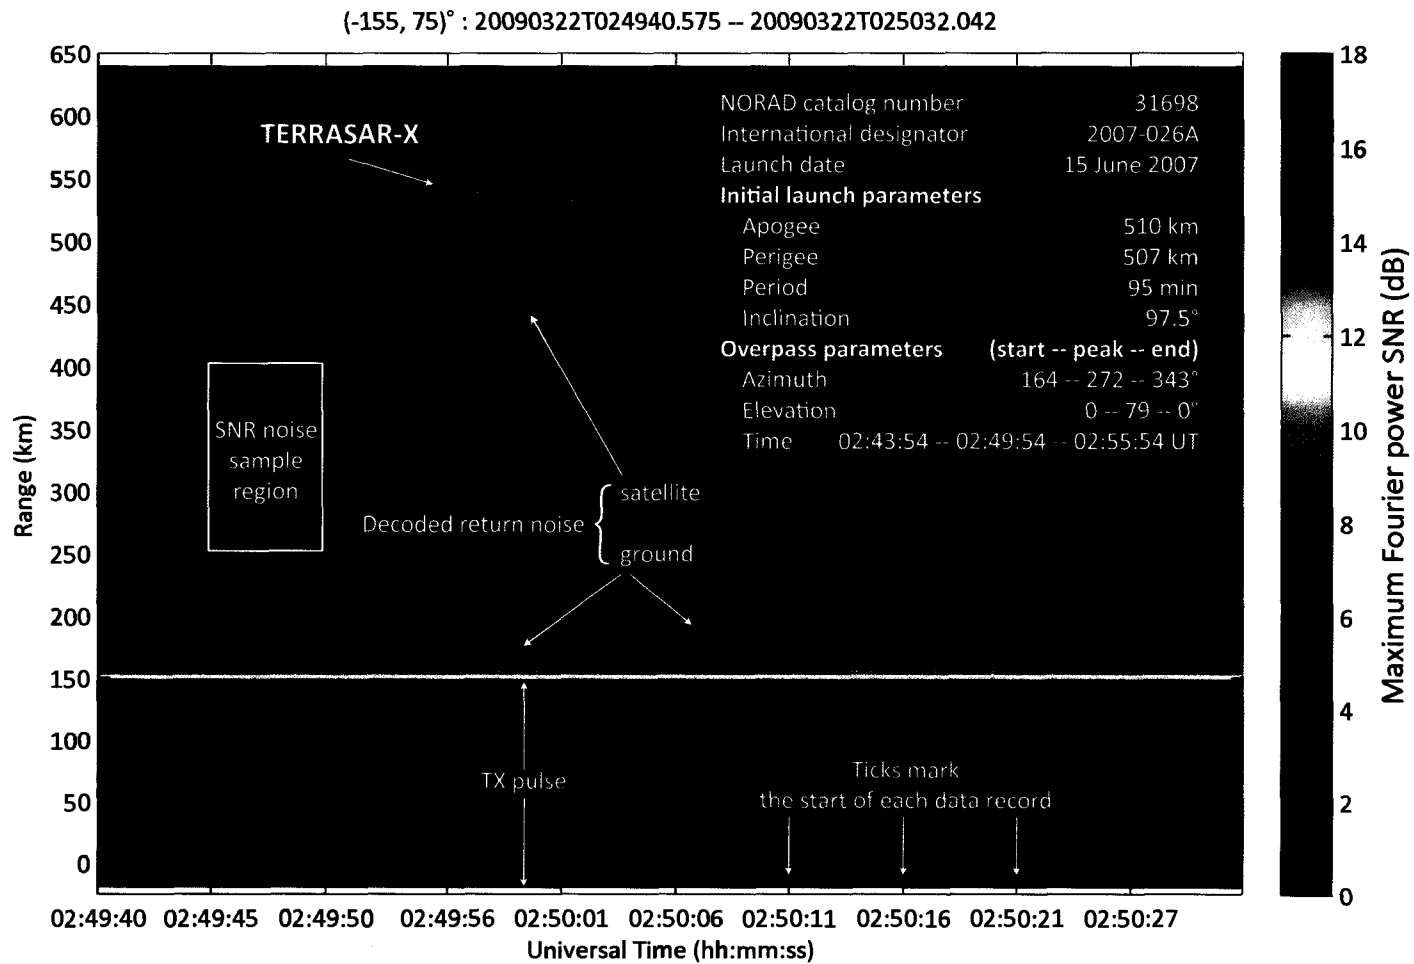 (-155, 75)° : 20090322T024940.575 -- 20090322T025032.042
650
600
550
500
450
400
350
300
250
200
150
100
50
0
Range (km)
TERRASAR-X
NORAD catalog number 31698
International designator 2007-026A
Launch date 15 June 2007
Initial launch parameters
Apogee 510 km
Perigee 507 km
Period 95 min
Inclination 97.5°
Overpass parameters (start -- peak -- end)
Azimuth 164 -- 272 -- 343°
Elevation 0 -- 79 -- 0°
Time 02:43:54 -- 02:49:54 -- 02:55:54 UT
SNR noise
sample
region
satellite
Decoded return noise
ground
TX pulse
Ticks mark
the start of each data record
02:49:40 02:49:45 02:49:50 02:49:56 02:50:01 02:50:06 02:50:11 02:50:16 02:50:21 02:50:27
Universal Time (hh:mm:ss)
18
16
14
12
10
8
6
4
2
0
Maximum Fourier power SNR (dB)